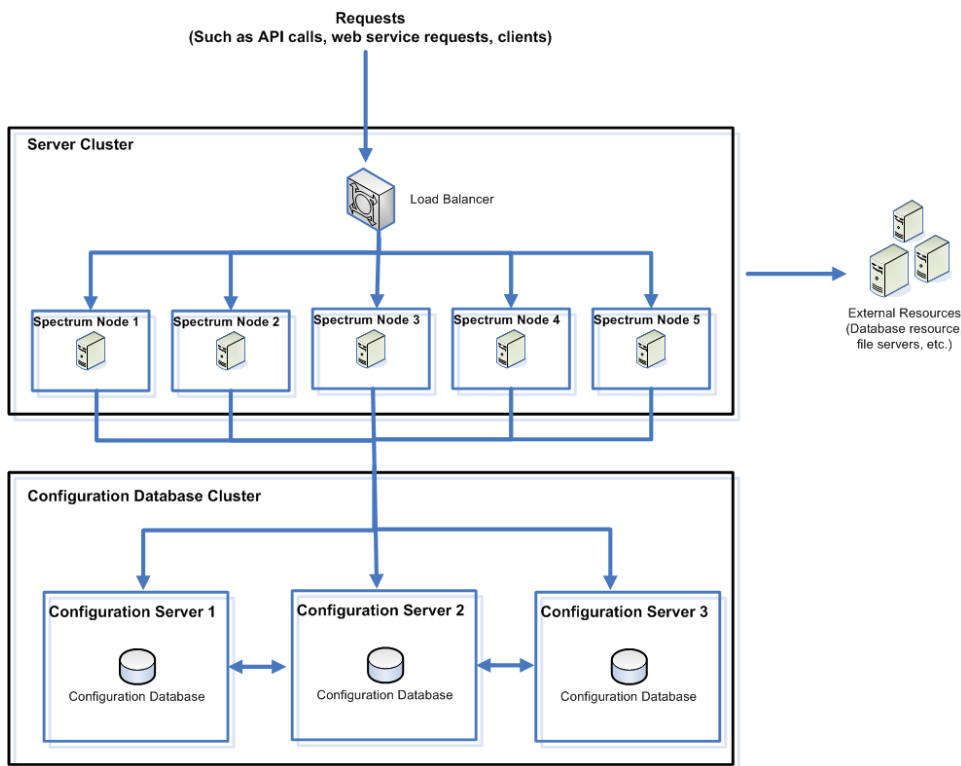 Requests
(Such as API calls, web service requests, clients)
Server Cluster
Load Balancer
Spectrum Node 1
Spectrum Node 2
Spectrum Node 3
Spectrum Node 4
Spectrum Node 5
External Resources
(Database resource
file servers, etc.)
Configuration Database Cluster
Configuration Server 1
Configuration Server 2
Configuration Server 3
Configuration Database
Configuration Database
Configuration Database